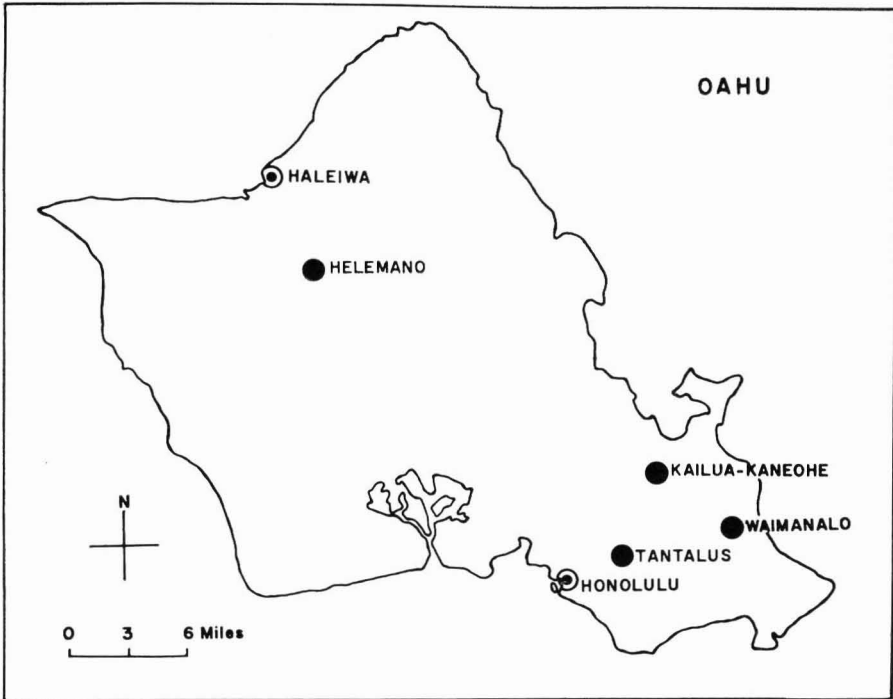 OAHU
HALEIWA
HELEMANO
KAILUA-KANEOHE
WAIMANALO
TANTALUS
HONOLULU
N
0 3 6 Miles